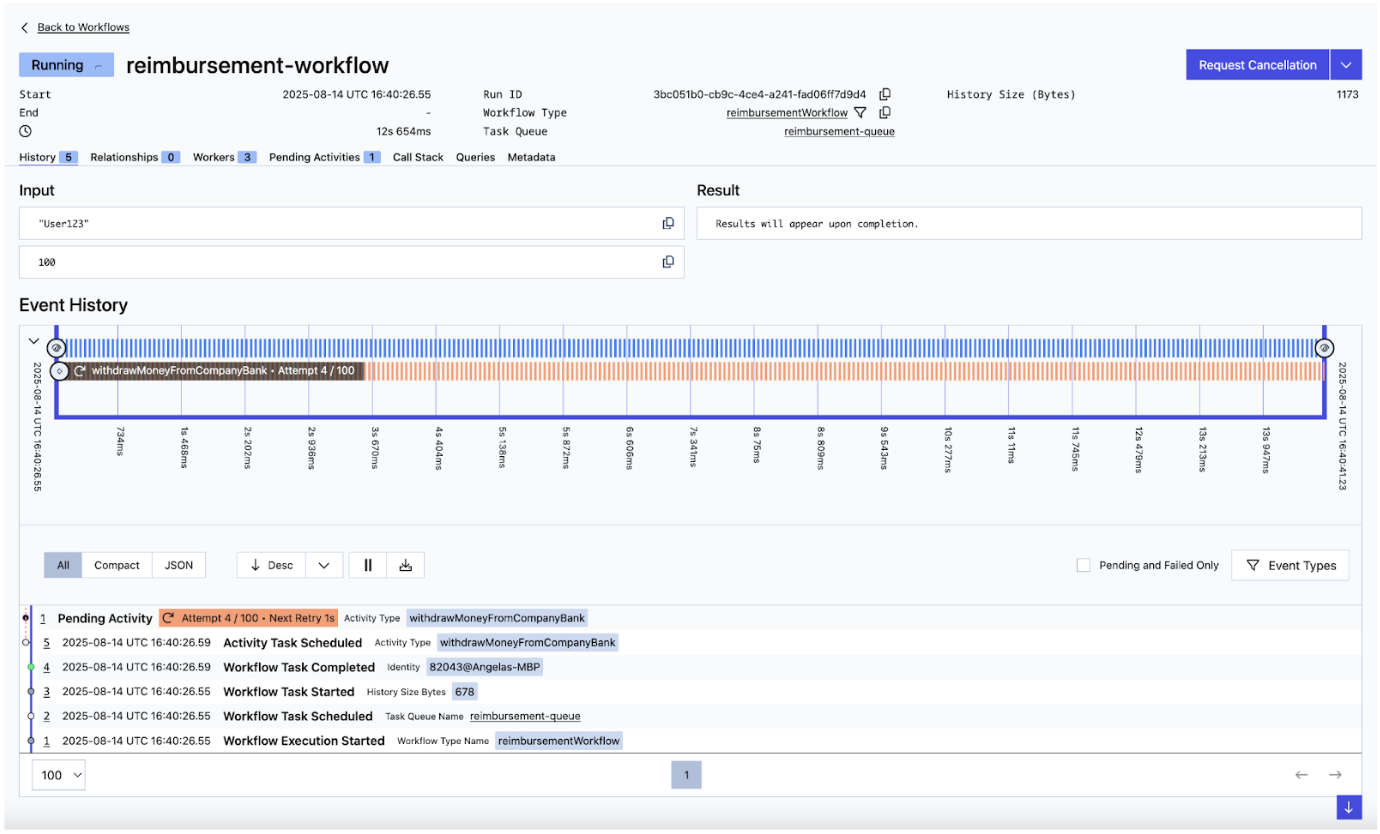 Back to Workflows
Running reimbursement-workflow Request Cancellation
Start 2025-08-14 UTC 16:40:26.55 Run ID 3bc051b0-cb9c-4ce4-a241-fad06ff7d9d4 History Size (Bytes) 1173
End - Workflow Type reimbursementWorkflow
12s 654ms Task Queue reimbursement-queue
History 5 Relationships 0 Workers 3 Pending Activities 1 Call Stack Queries Metadata
Input Result
"User123" Results will appear upon completion.
100
Event History
withdrawMoneyFromCompanyBank • Attempt 4 / 100
2025-08-14 UTC 16:40:26.55
734ms 1s 468ms 2s 202ms 2s 936ms 3s 670ms 4s 404ms 5s 138ms 5s 872ms 6s 606ms 7s 341ms 8s 75ms 8s 809ms 9s 543ms 10s 277ms 11s 11ms 11s 745ms 12s 479ms 13s 213ms 13s 947ms
2025-08-14 UTC 16:40:41.23
All Compact JSON Desc Pending and Failed Only Event Types
1 Pending Activity Attempt 4 / 100 • Next Retry 1s Activity Type withdrawMoneyFromCompanyBank
5 2025-08-14 UTC 16:40:26.59 Activity Task Scheduled Activity Type withdrawMoneyFromCompanyBank
4 2025-08-14 UTC 16:40:26.59 Workflow Task Completed Identity 82043@Angelas-MBP
3 2025-08-14 UTC 16:40:26.55 Workflow Task Started History Size Bytes 678
2 2025-08-14 UTC 16:40:26.55 Workflow Task Scheduled Task Queue Name reimbursement-queue
1 2025-08-14 UTC 16:40:26.55 Workflow Execution Started Workflow Type Name reimbursementWorkflow
100 1